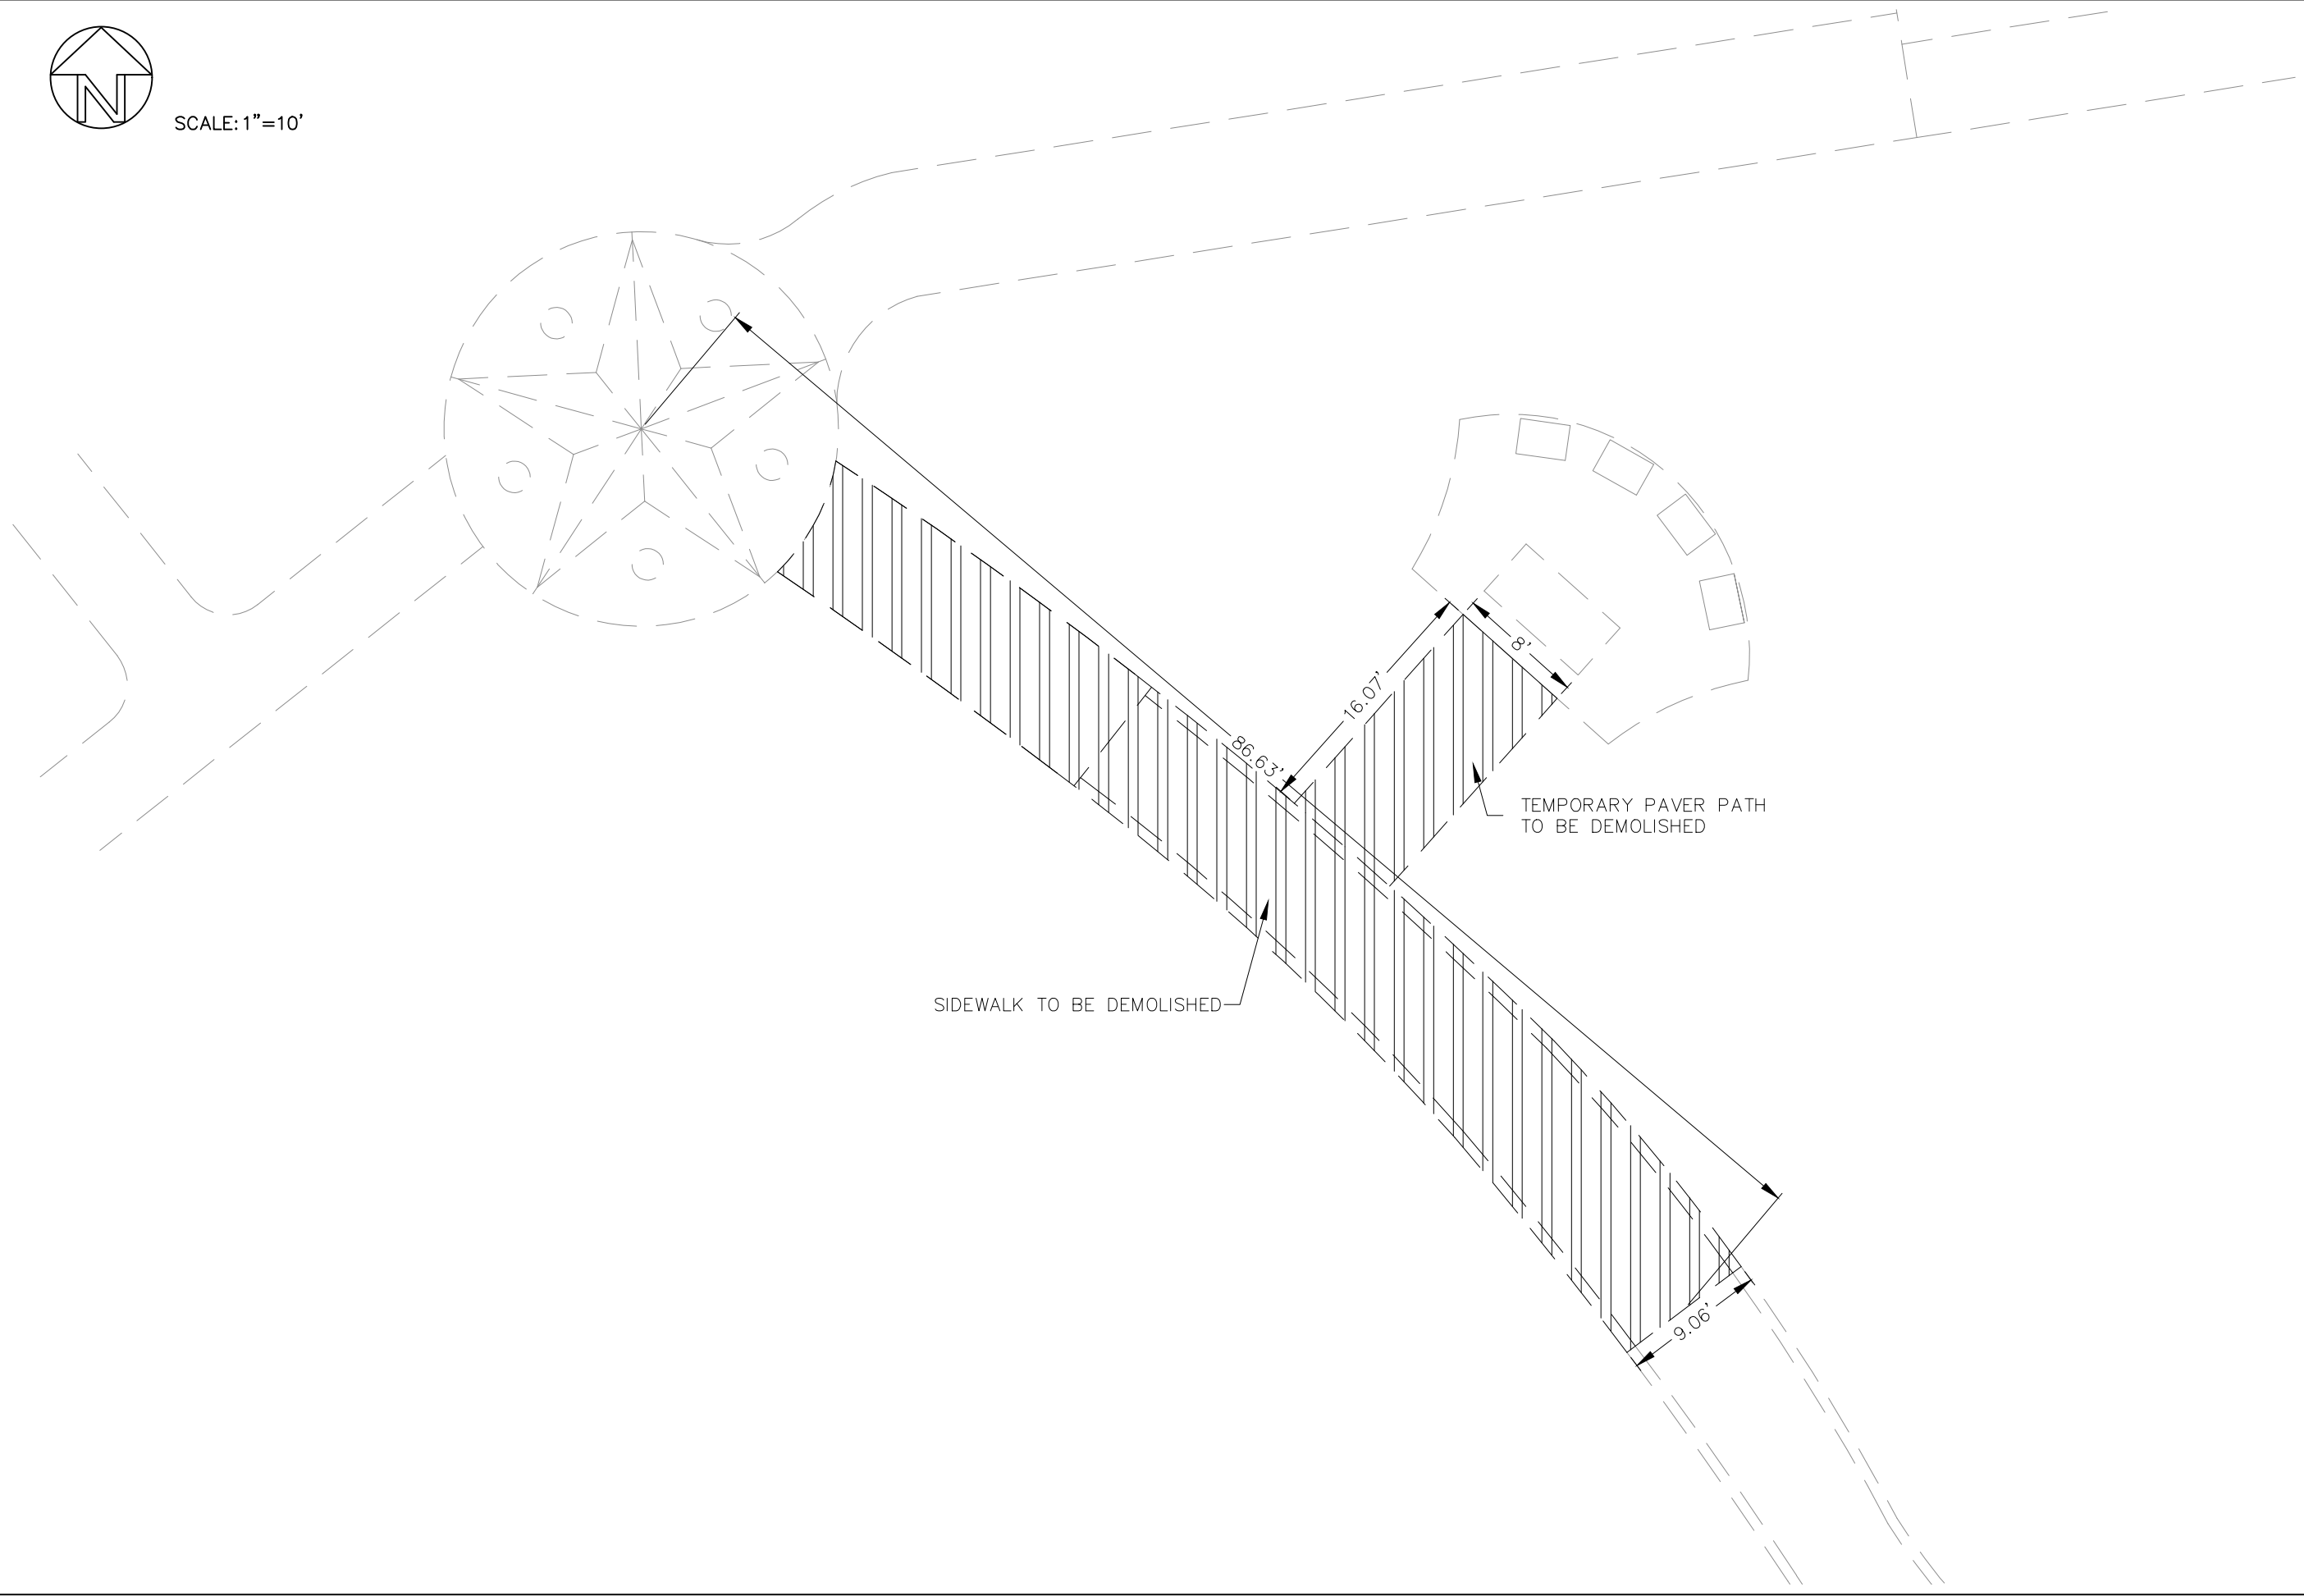 N
SCALE: 1"=10'
8'
16.07'
86.63'
TEMPORARY PAVER PATH
TO BE DEMOLISHED
SIDEWALK TO BE DEMOLISHED
9.06'